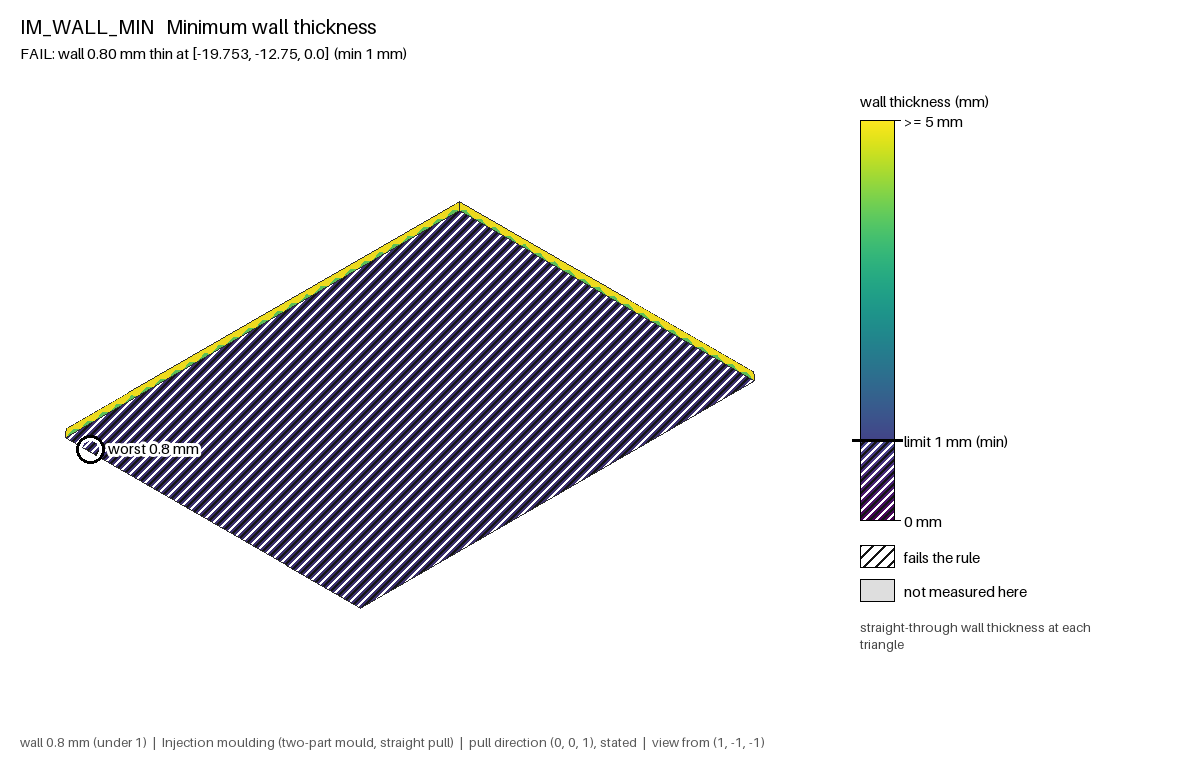 IM_WALL_MIN Minimum wall thickness
FAIL: wall 0.80 mm thin at [-19.753, -12.75, 0.0] (min 1 mm)
wall thickness (mm)
>= 5 mm
limit 1 mm (min)
0 mm
worst 0.8 mm
fails the rule
not measured here
straight-through wall thickness at each
triangle
wall 0.8 mm (under 1) | Injection moulding (two-part mould, straight pull) | pull direction (0, 0, 1), stated | view from (1, -1, -1)